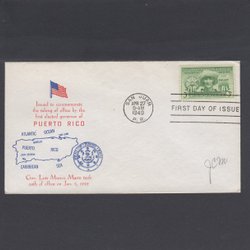 Issued to commemorate
the taking of office by the
first elected governor of
PUERTO RICO
ATLANTIC OCEAN
PUERTO RICO
CARIBBEAN SEA
Gov. Luis Munoz Marin took
oath of office on Jan. 2, 1949
SAN JUAN
APR 27
9-AM
1949
P. R.
FIRST DAY OF ISSUE